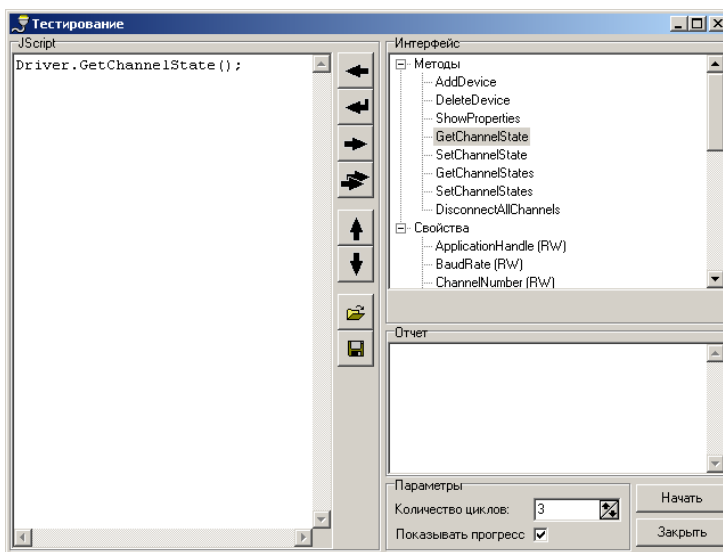 Тестирование
JScript
Driver.GetChannelState();
Интерфейс
Методы
AddDevice
DeleteDevice
ShowProperties
GetChannelState
SetChannelState
GetChannelStates
SetChannelStates
DisconnectAllChannels
Свойства
ApplicationHandle (RW)
BaudRate (RW)
ChannelNumber (RW)
Отчет
Параметры
Количество циклов: 3
Показывать прогресс
Начать
Закрыть